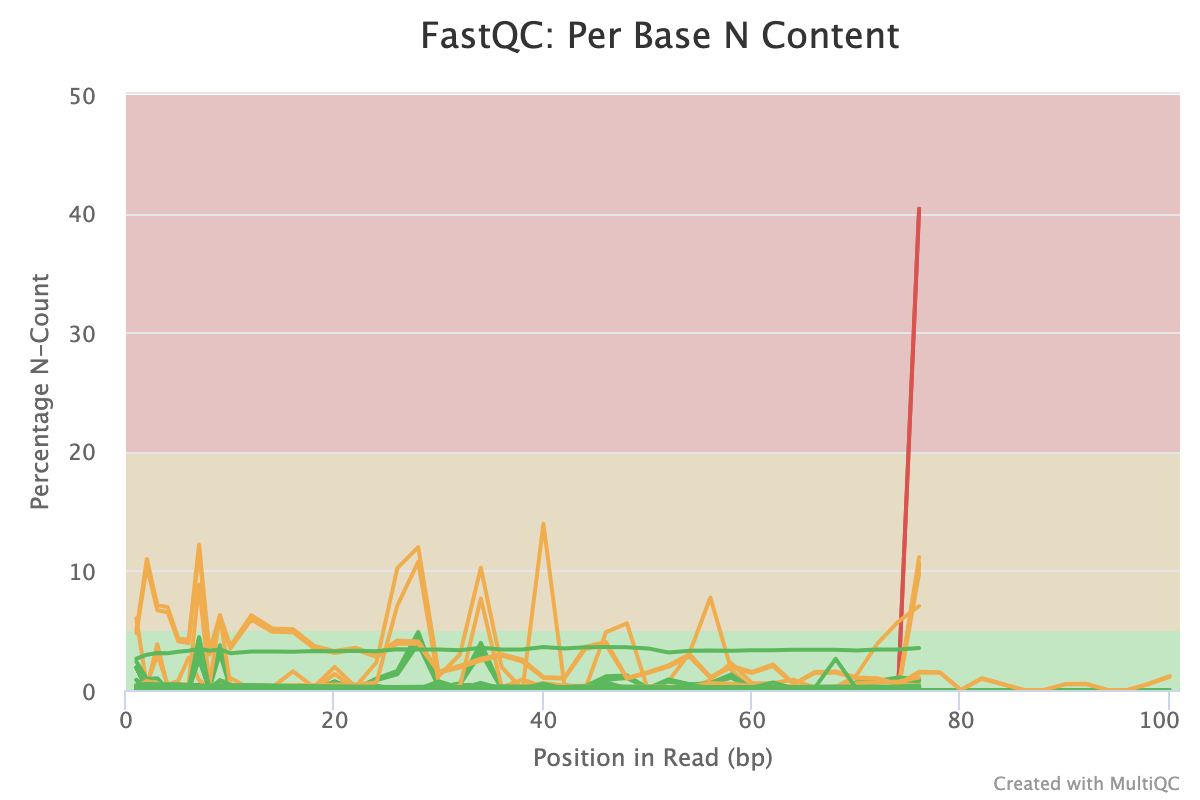 FastQC: Per Base N Content
Percentage N-Count
50
40
30
20
10
0
0 20 40 60 80 100
Position in Read (bp)
Created with MultiQC